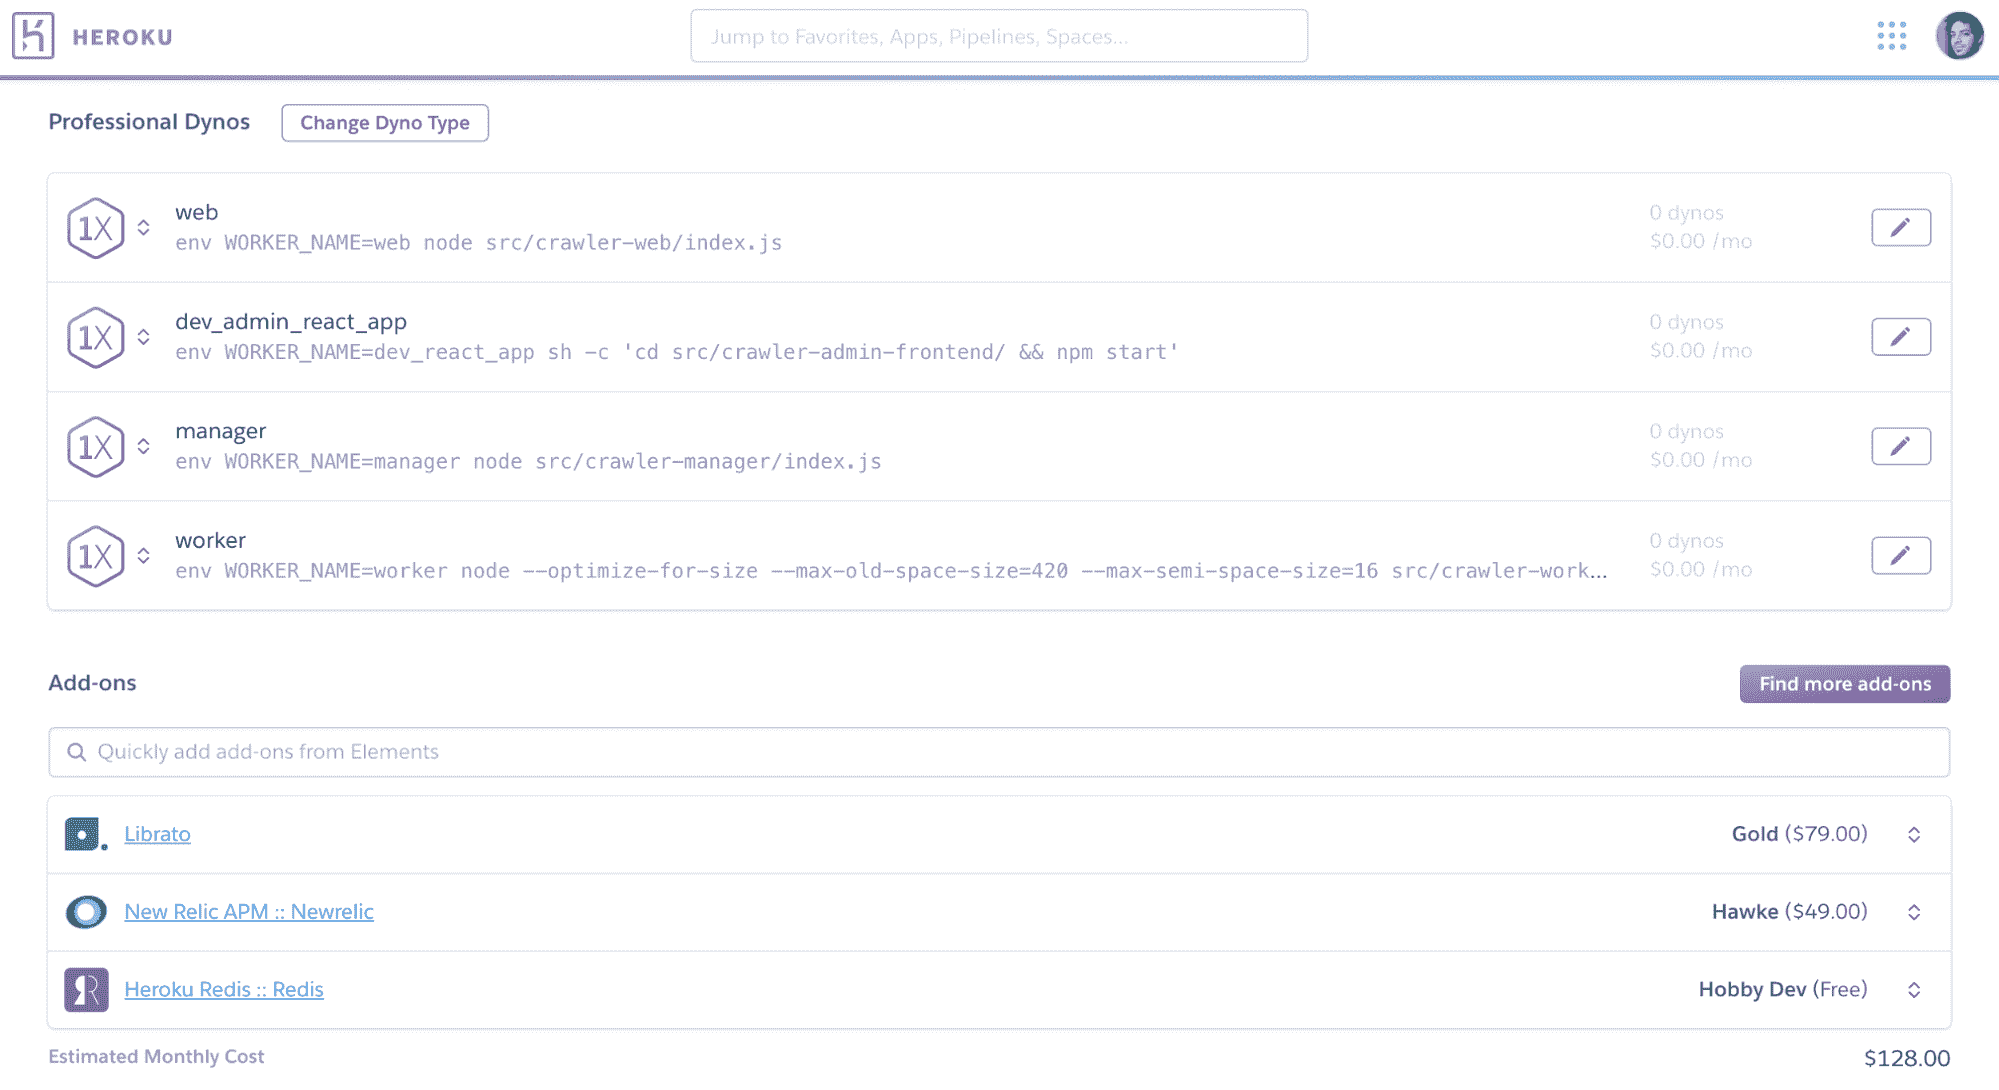 HEROKU
Jump to Favorites, Apps, Pipelines, Spaces...
Professional Dynos
Change Dyno Type
1X
web
env WORKER_NAME=web node src/crawler-web/index.js
0 dynos
$0.00 /mo
1X
dev_admin_react_app
env WORKER_NAME=dev_react_app sh -c 'cd src/crawler-admin-frontend/ && npm start'
0 dynos
$0.00 /mo
1X
manager
env WORKER_NAME=manager node src/crawler-manager/index.js
0 dynos
$0.00 /mo
1X
worker
env WORKER_NAME=worker node --optimize-for-size --max-old-space-size=420 --max-semi-space-size=16 src/crawler-work...
0 dynos
$0.00 /mo
Add-ons
Find more add-ons
Quickly add add-ons from Elements
Librato
Gold ($79.00)
New Relic APM :: Newrelic
Hawke ($49.00)
Heroku Redis :: Redis
Hobby Dev (Free)
Estimated Monthly Cost
$128.00